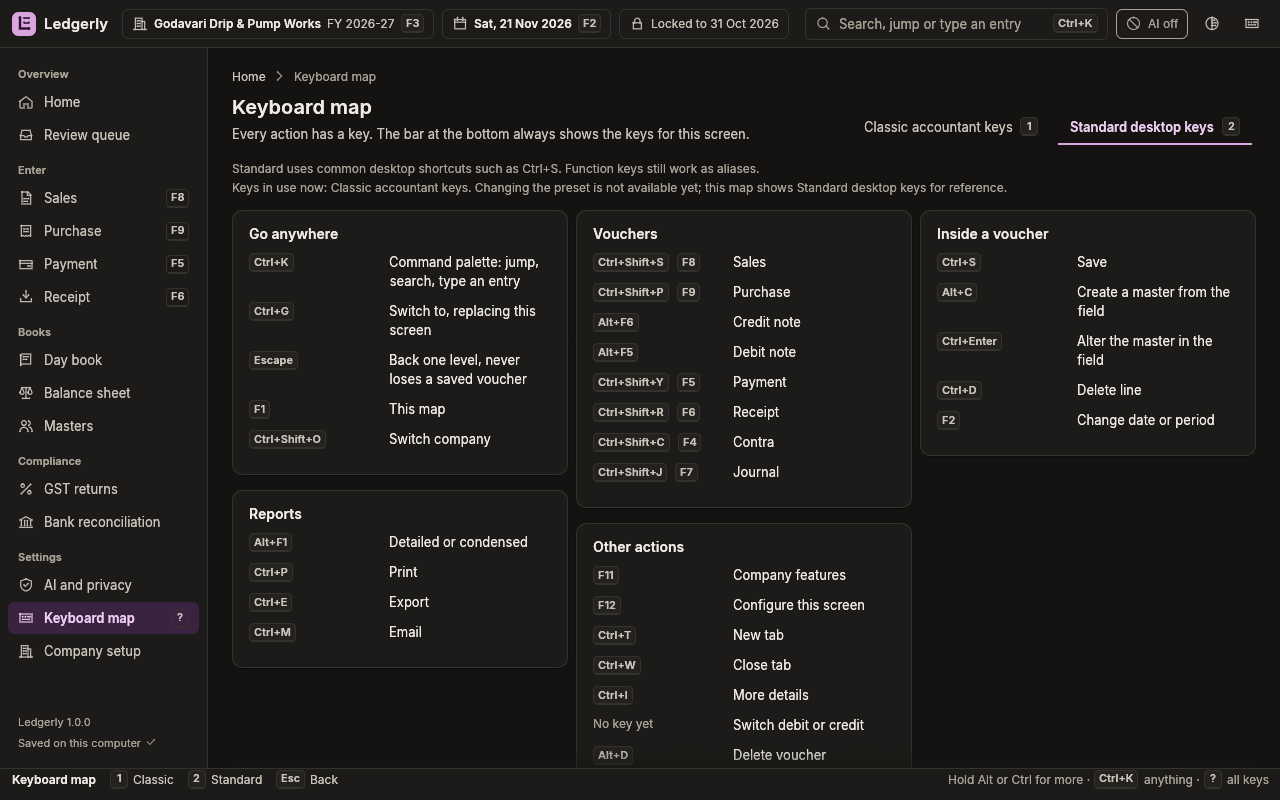 Ledgerly
Godavari Drip & Pump Works FY 2026-27 F3
Sat, 21 Nov 2026 F2
Locked to 31 Oct 2026
Search, jump or type an entry Ctrl+K
AI off
Overview
Home
Review queue
Enter
Sales F8
Purchase F9
Payment F5
Receipt F6
Books
Day book
Balance sheet
Masters
Compliance
GST returns
Bank reconciliation
Settings
AI and privacy
Keyboard map ?
Company setup
Ledgerly 1.0.0
Saved on this computer
Home > Keyboard map
Keyboard map
Every action has a key. The bar at the bottom always shows the keys for this screen.
Classic accountant keys 1
Standard desktop keys 2
Standard uses common desktop shortcuts such as Ctrl+S. Function keys still work as aliases.
Keys in use now: Classic accountant keys. Changing the preset is not available yet; this map shows Standard desktop keys for reference.
Go anywhere
Ctrl+K Command palette: jump,
search, type an entry
Ctrl+G Switch to, replacing this
screen
Escape Back one level, never
loses a saved voucher
F1 This map
Ctrl+Shift+O Switch company
Reports
Alt+F1 Detailed or condensed
Ctrl+P Print
Ctrl+E Export
Ctrl+M Email
Vouchers
Ctrl+Shift+S F8 Sales
Ctrl+Shift+P F9 Purchase
Alt+F6 Credit note
Alt+F5 Debit note
Ctrl+Shift+Y F5 Payment
Ctrl+Shift+R F6 Receipt
Ctrl+Shift+C F4 Contra
Ctrl+Shift+J F7 Journal
Other actions
F11 Company features
F12 Configure this screen
Ctrl+T New tab
Ctrl+W Close tab
Ctrl+I More details
No key yet Switch debit or credit
Alt+D Delete voucher
Inside a voucher
Ctrl+S Save
Alt+C Create a master from the
field
Ctrl+Enter Alter the master in the
field
Ctrl+D Delete line
F2 Change date or period
Keyboard map 1 Classic 2 Standard Esc Back
Hold Alt or Ctrl for more · Ctrl+K anything · ? all keys